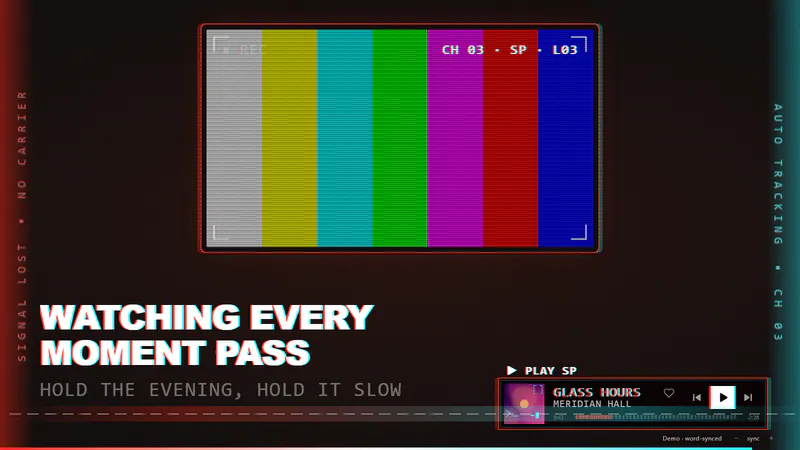 REC
CH 03 · SP · L03
SIGNAL LOST ▪ NO CARRIER
AUTO TRACKING ▪ CH 03
WATCHING EVERY
MOMENT PASS
HOLD THE EVENING, HOLD IT SLOW
▶ PLAY SP
GLASS HOURS
MERIDIAN HALL
Demo · word-synced − sync +